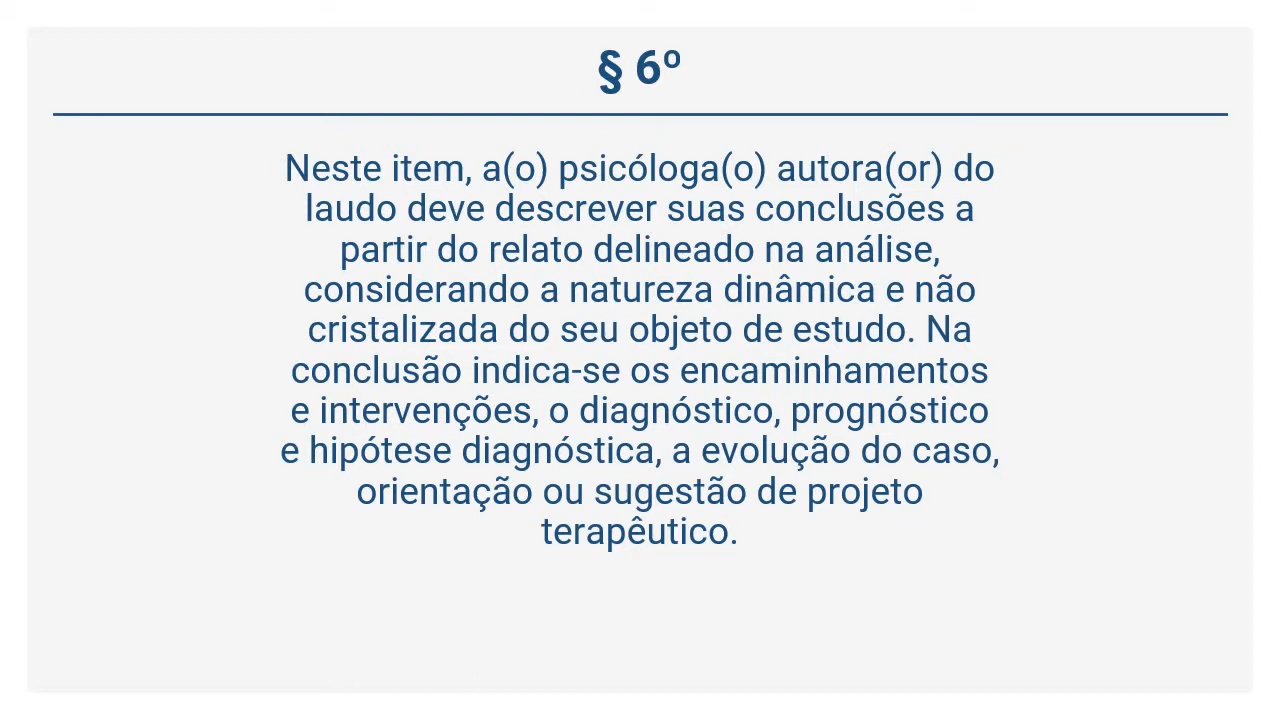 § 6º
Neste item, a(o) psicóloga(o) autora(or) do
laudo deve descrever suas conclusões a
partir do relato delineado na análise,
considerando a natureza dinâmica e não
cristalizada do seu objeto de estudo. Na
conclusão indica-se os encaminhamentos
e intervenções, o diagnóstico, prognóstico
e hipótese diagnóstica, a evolução do caso,
orientação ou sugestão de projeto
terapêutico.